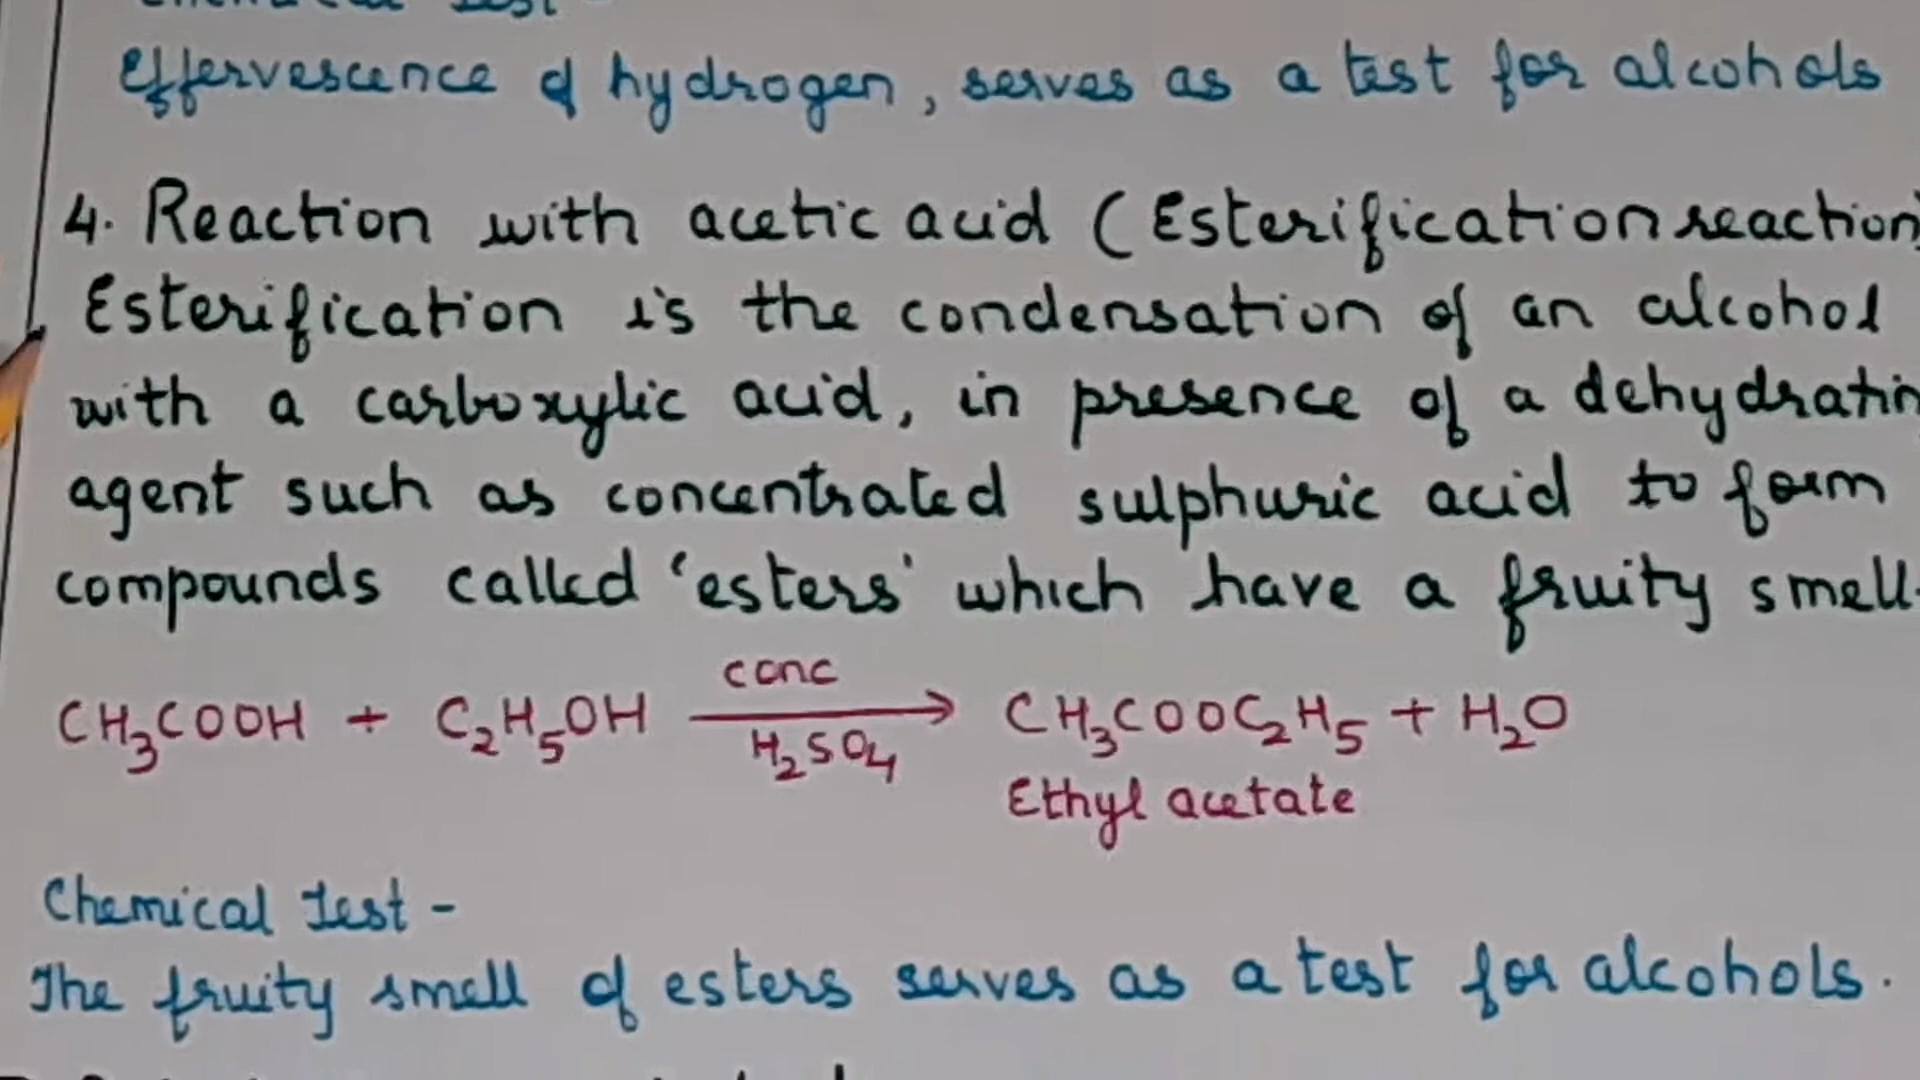 Chemical Test -
Effervescence of hydrogen, serves as a test for alcohols
4. Reaction with acetic acid (Esterification reaction)
Esterification is the condensation of an alcohol
with a carboxylic acid, in presence of a dehydratin
agent such as concentrated sulphuric acid to form
compounds called 'esters' which have a fruity smell.
conc
CH₃COOH + C₂H₅OH ⟶ CH₃COOC₂H₅ + H₂O
H₂SO₄
Ethyl acetate
Chemical Test -
The fruity smell of esters serves as a test for alcohols.